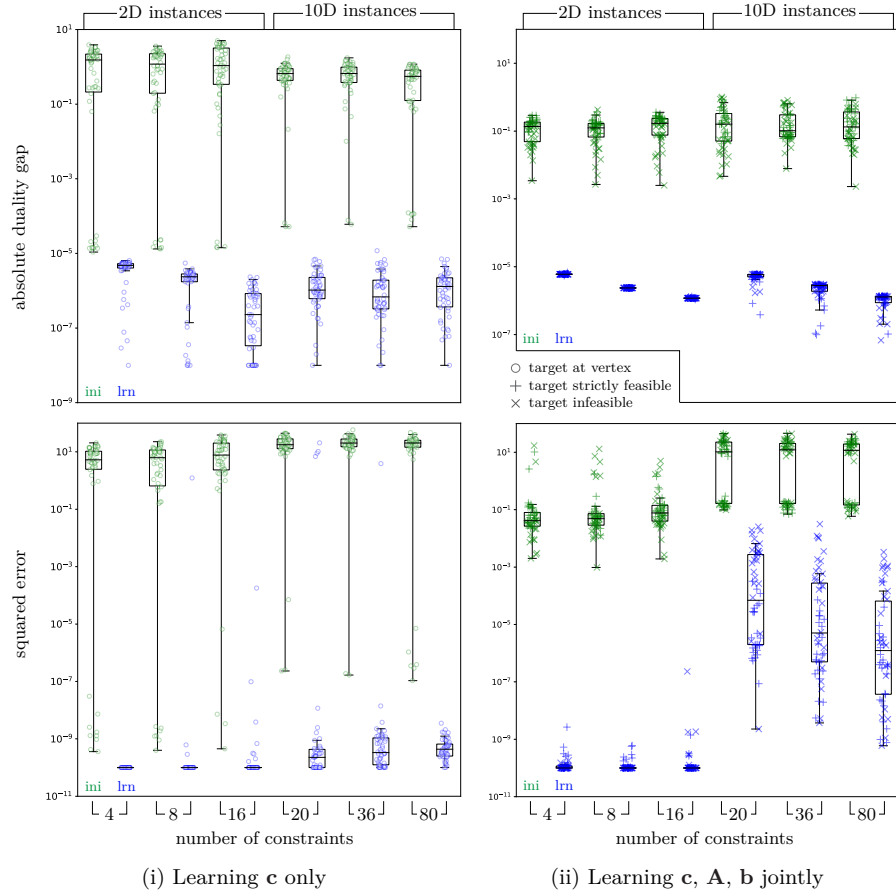 2D instances 10D instances 2D instances 10D instances
absolute duality gap
10^1
10^-1
10^-3
10^-5
10^-7
10^-9
ini lrn
10^1
10^-1
10^-3
10^-5
10^-7
ini lrn
○ target at vertex
+ target strictly feasible
× target infeasible
squared error
10^1
10^-1
10^-3
10^-5
10^-7
10^-9
10^-11
ini lrn
4 8 16 20 36 80
number of constraints
10^1
10^-1
10^-3
10^-5
10^-7
10^-9
10^-11
ini lrn
4 8 16 20 36 80
number of constraints
(i) Learning c only (ii) Learning c, A, b jointly